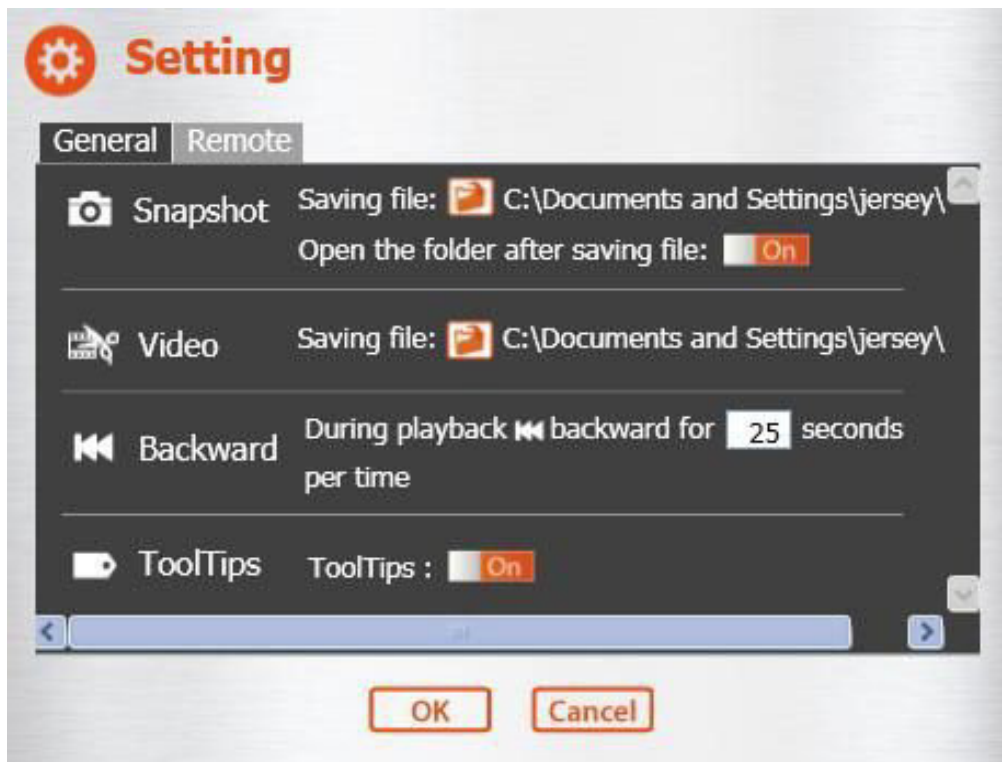 Setting
General Remote
Snapshot
Saving file: C:\Documents and Settings\jersey\
Open the folder after saving file: On
Video
Saving file: C:\Documents and Settings\jersey\
Backward
During playback backward for 25 seconds
per time
ToolTips
ToolTips : On
OK Cancel